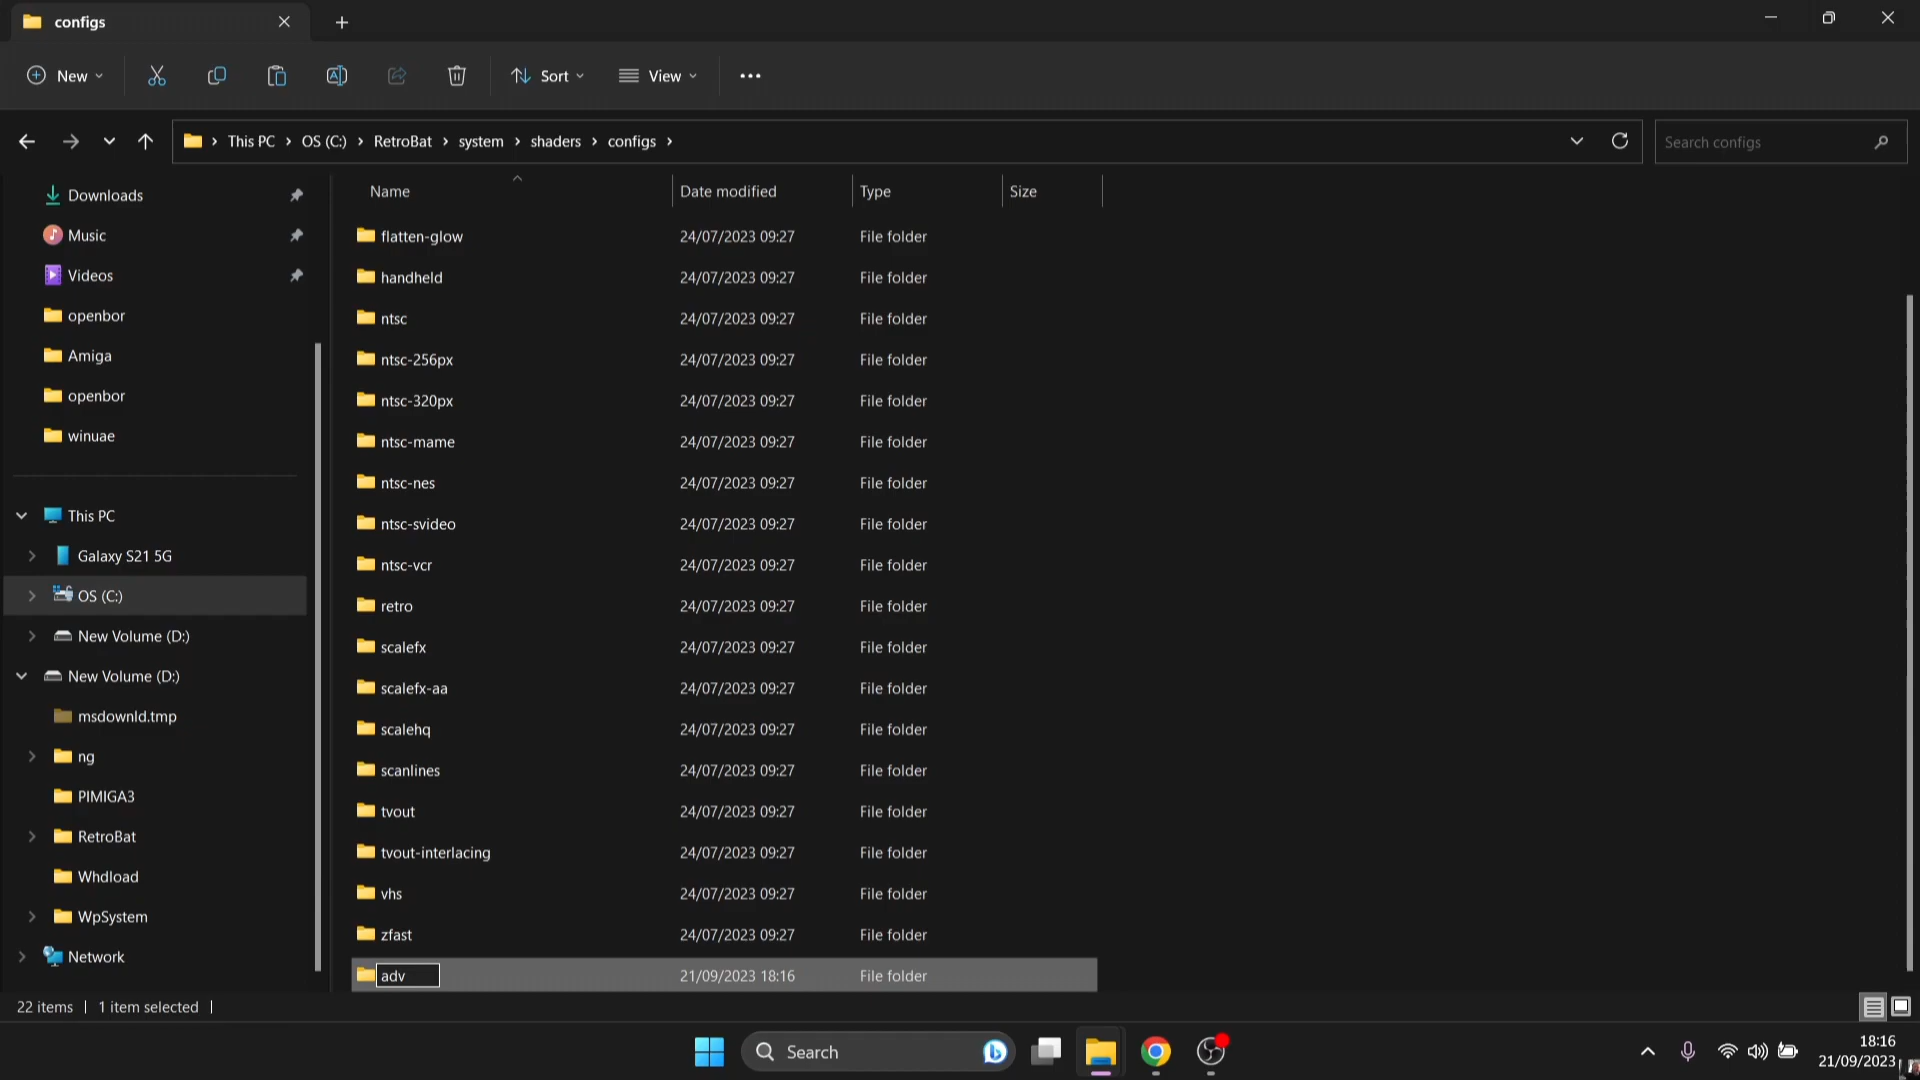 configs
New
Sort
View
This PC
OS (C:)
RetroBat
system
shaders
configs
Search configs
Name
Date modified
Type
Size
Downloads
Music
Videos
openbor
Amiga
openbor
winuae
This PC
Galaxy S21 5G
OS (C:)
New Volume (D:)
New Volume (D:)
msdownld.tmp
ng
PIMIGA3
RetroBat
Whdload
WpSystem
Network
flatten-glow 24/07/2023 09:27 File folder
handheld 24/07/2023 09:27 File folder
ntsc 24/07/2023 09:27 File folder
ntsc-256px 24/07/2023 09:27 File folder
ntsc-320px 24/07/2023 09:27 File folder
ntsc-mame 24/07/2023 09:27 File folder
ntsc-nes 24/07/2023 09:27 File folder
ntsc-svideo 24/07/2023 09:27 File folder
ntsc-vcr 24/07/2023 09:27 File folder
retro 24/07/2023 09:27 File folder
scalefx 24/07/2023 09:27 File folder
scalefx-aa 24/07/2023 09:27 File folder
scalehq 24/07/2023 09:27 File folder
scanlines 24/07/2023 09:27 File folder
tvout 24/07/2023 09:27 File folder
tvout-interlacing 24/07/2023 09:27 File folder
vhs 24/07/2023 09:27 File folder
zfast 24/07/2023 09:27 File folder
adv 21/09/2023 18:16 File folder
22 items
1 item selected
Search
18:16
21/09/2023